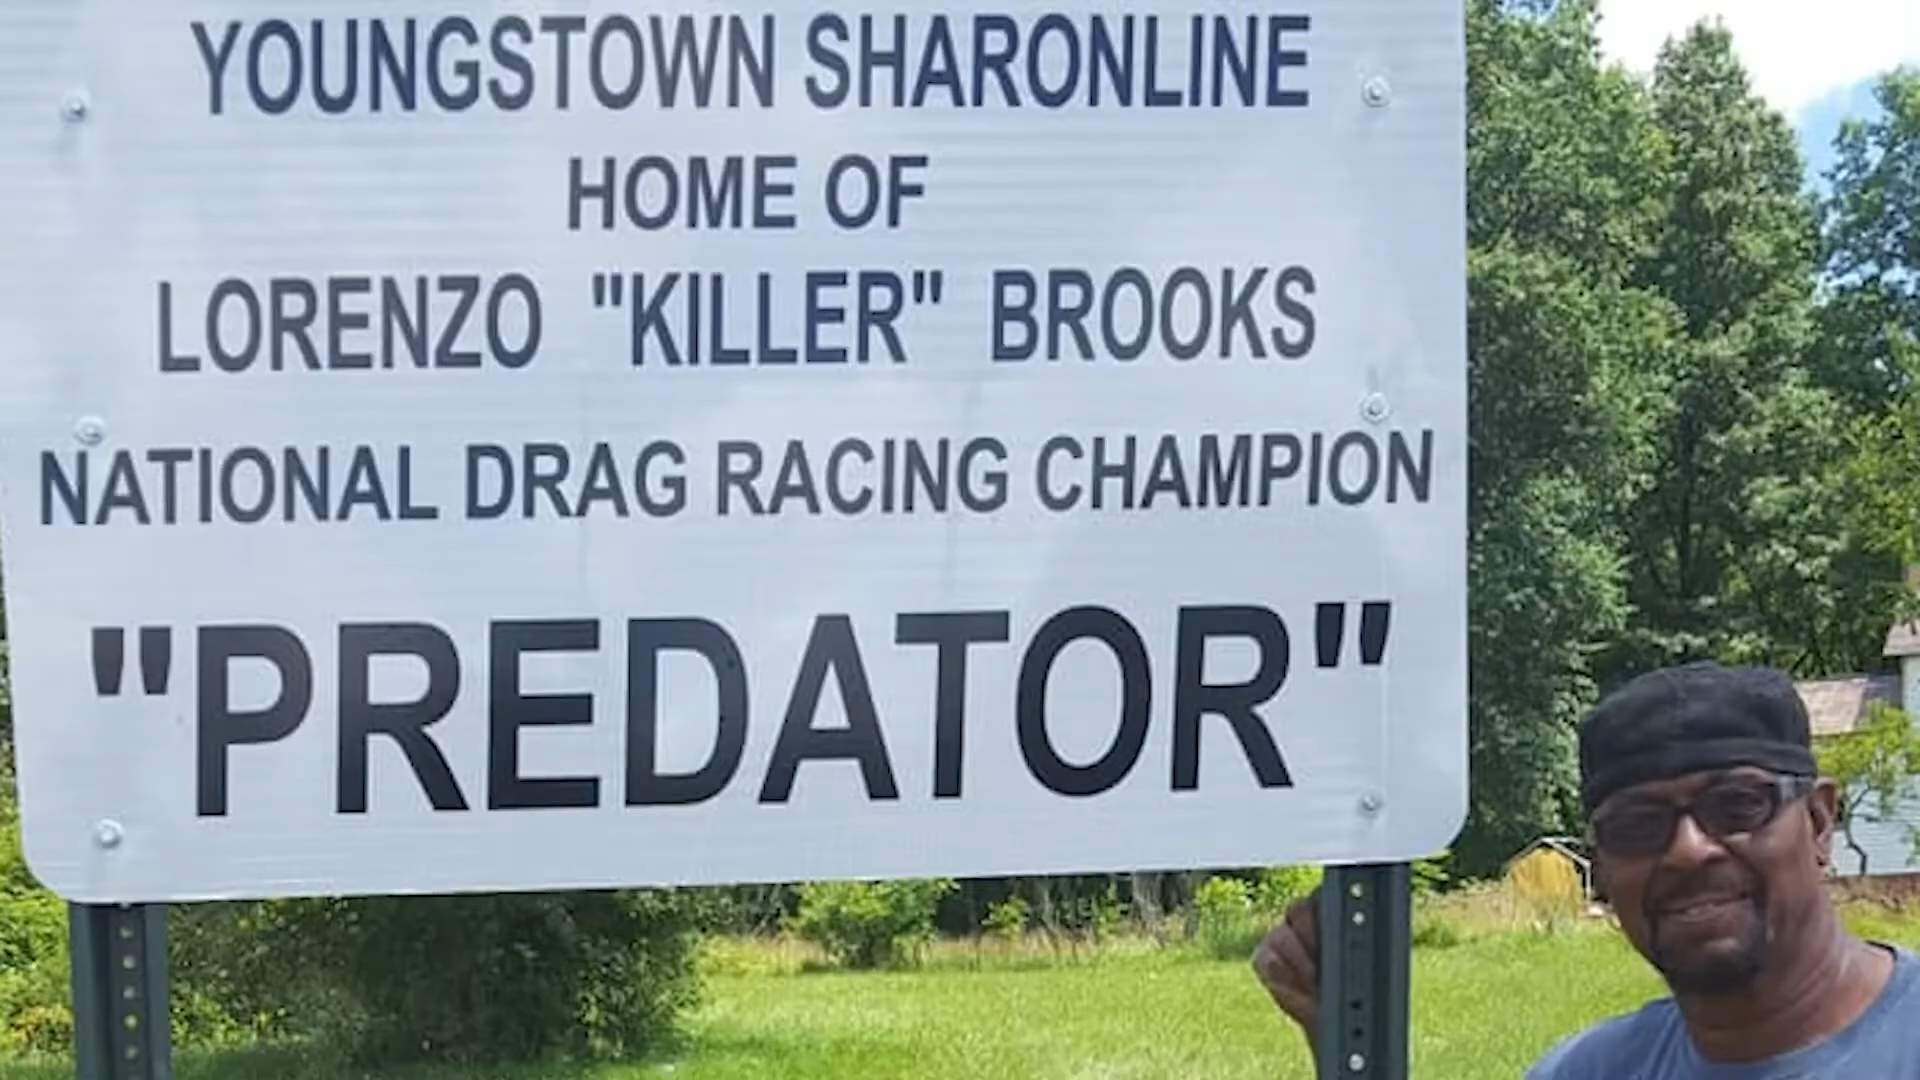 YOUNGSTOWN SHARONLINE
HOME OF
LORENZO "KILLER" BROOKS
NATIONAL DRAG RACING CHAMPION
"PREDATOR"